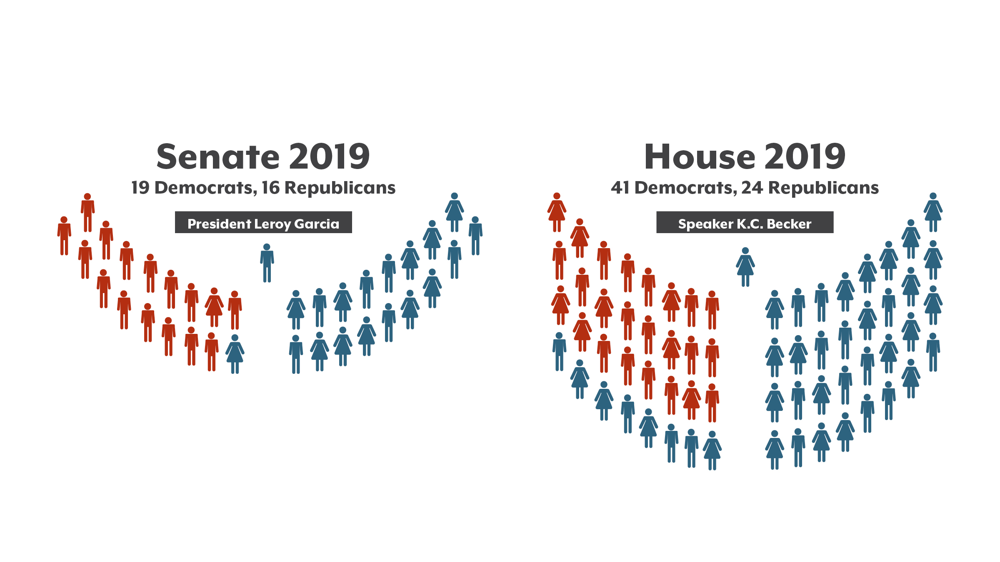 Senate 2019
19 Democrats, 16 Republicans
President Leroy Garcia
House 2019
41 Democrats, 24 Republicans
Speaker K.C. Becker